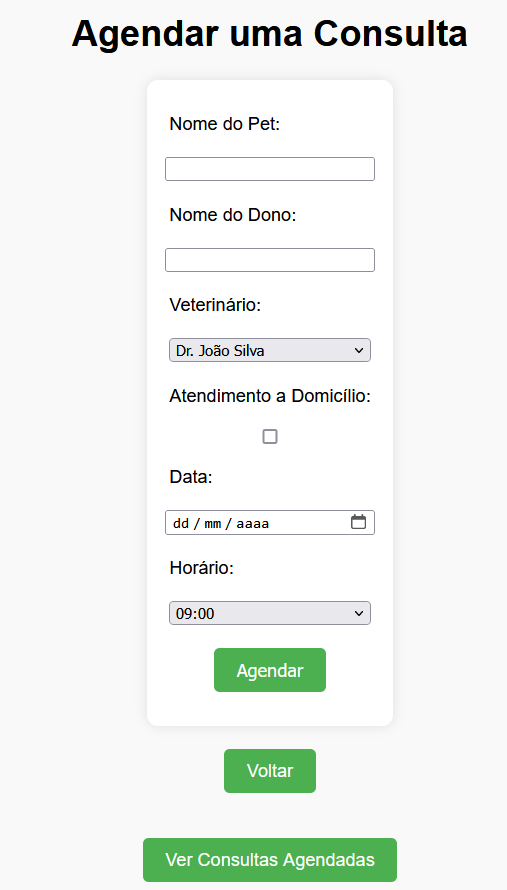 Agendar uma Consulta
Nome do Pet:
Nome do Dono:
Veterinário:
Dr. João Silva
Atendimento a Domicílio:
Data:
dd / mm / aaaa
Horário:
09:00
Agendar
Voltar
Ver Consultas Agendadas